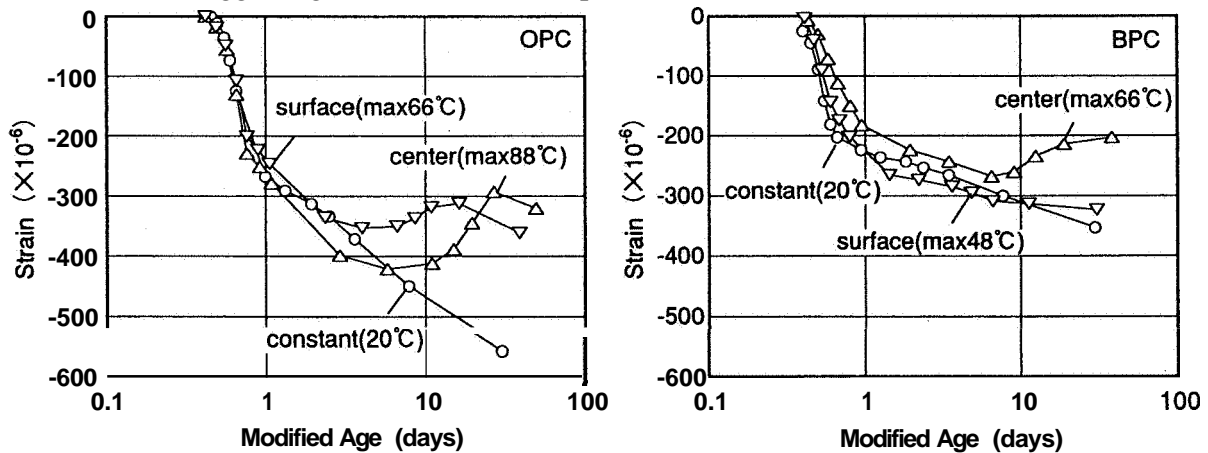 0
-100
-200
-300
-400
-500
-600
Strain (×10⁻⁶)
OPC
surface(max66℃)
center(max88℃)
constant(20℃)
0.1 1 10 100
Modified Age (days)
0
-100
-200
-300
-400
-500
-600
Strain (×10⁻⁶)
BPC
center(max66℃)
constant(20℃)
surface(max48℃)
0.1 1 10 100
Modified Age (days)